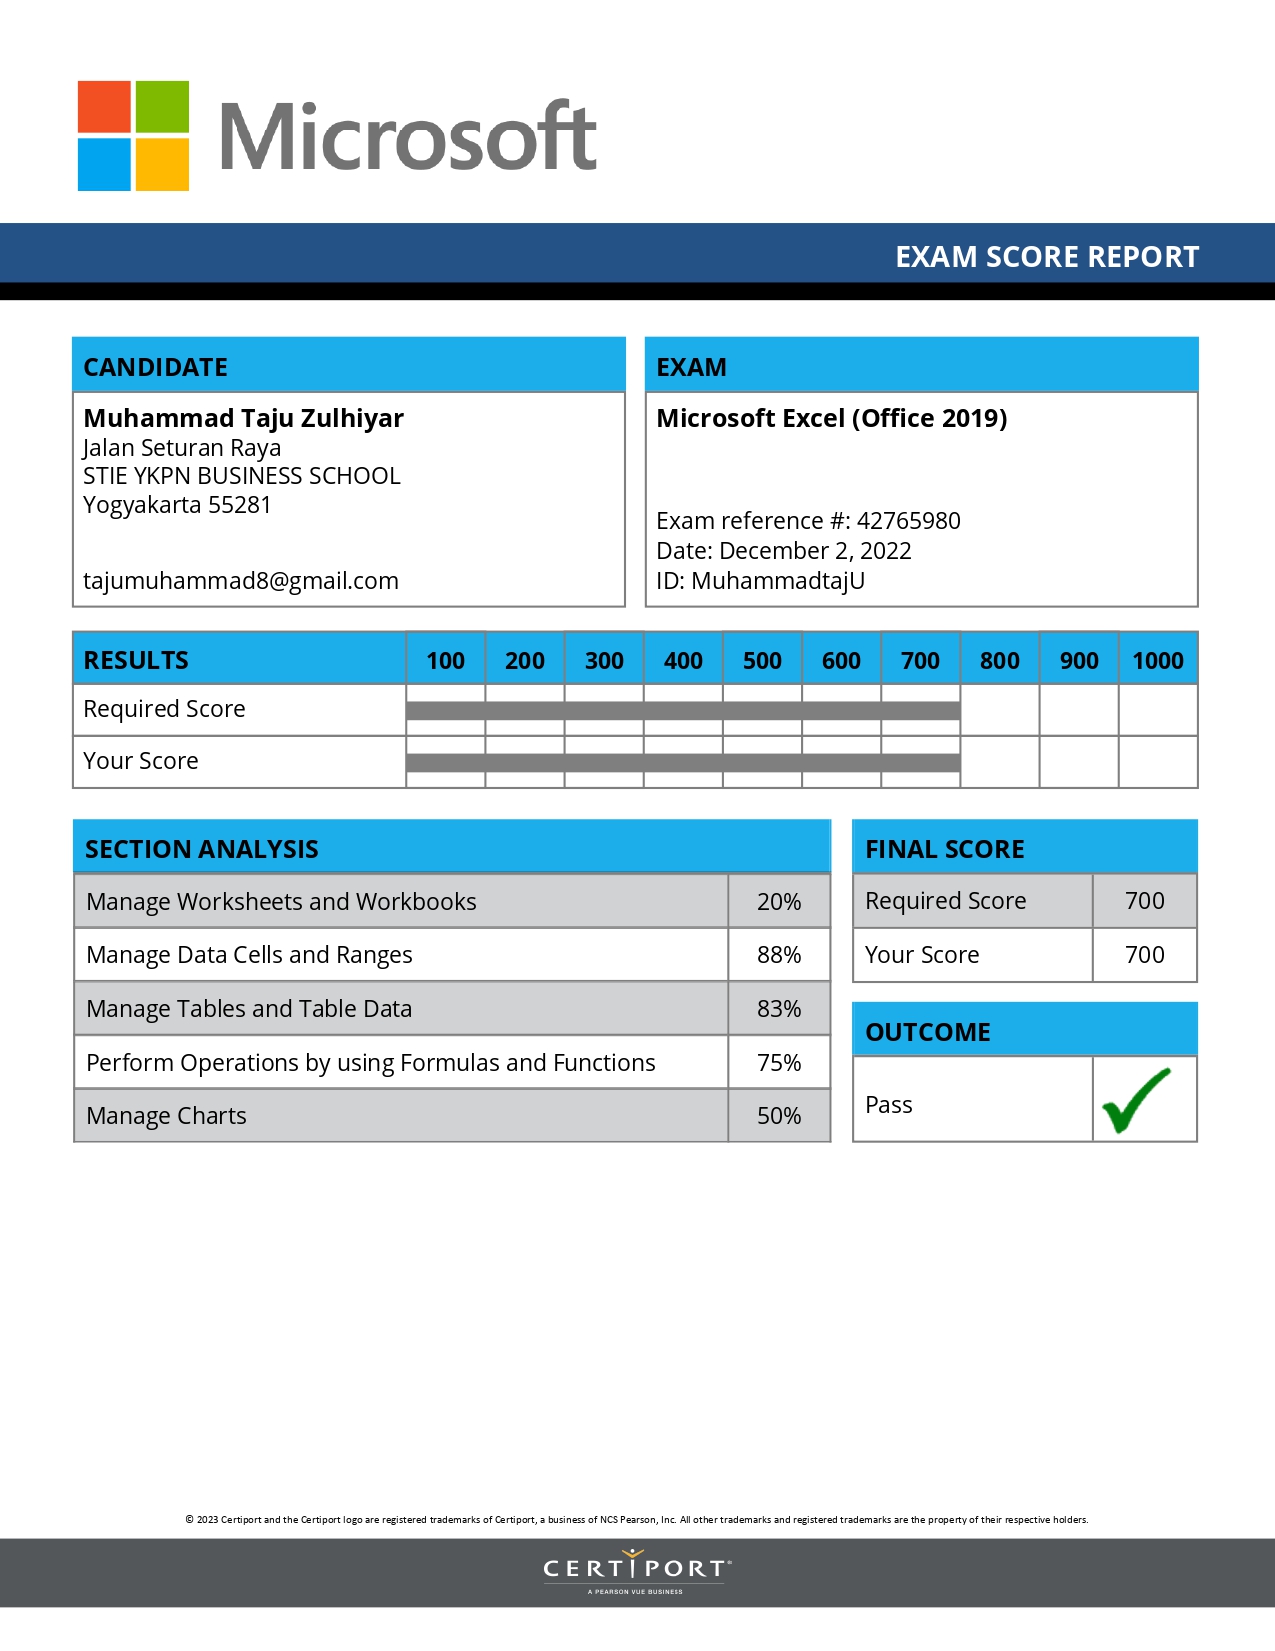 Microsoft
EXAM SCORE REPORT
CANDIDATE
Muhammad Taju Zulhiyar
Jalan Seturan Raya
STIE YKPN BUSINESS SCHOOL
Yogyakarta 55281
tajumuhammad8@gmail.com
EXAM
Microsoft Excel (Office 2019)
Exam reference #: 42765980
Date: December 2, 2022
ID: MuhammadtajU
RESULTS 100 200 300 400 500 600 700 800 900 1000
Required Score
Your Score
SECTION ANALYSIS
Manage Worksheets and Workbooks 20%
Manage Data Cells and Ranges 88%
Manage Tables and Table Data 83%
Perform Operations by using Formulas and Functions 75%
Manage Charts 50%
FINAL SCORE
Required Score 700
Your Score 700
OUTCOME
Pass
© 2023 Certiport and the Certiport logo are registered trademarks of Certiport, a business of NCS Pearson, Inc. All other trademarks and registered trademarks are the property of their respective holders.
CERTIPORT®
A PEARSON VUE BUSINESS